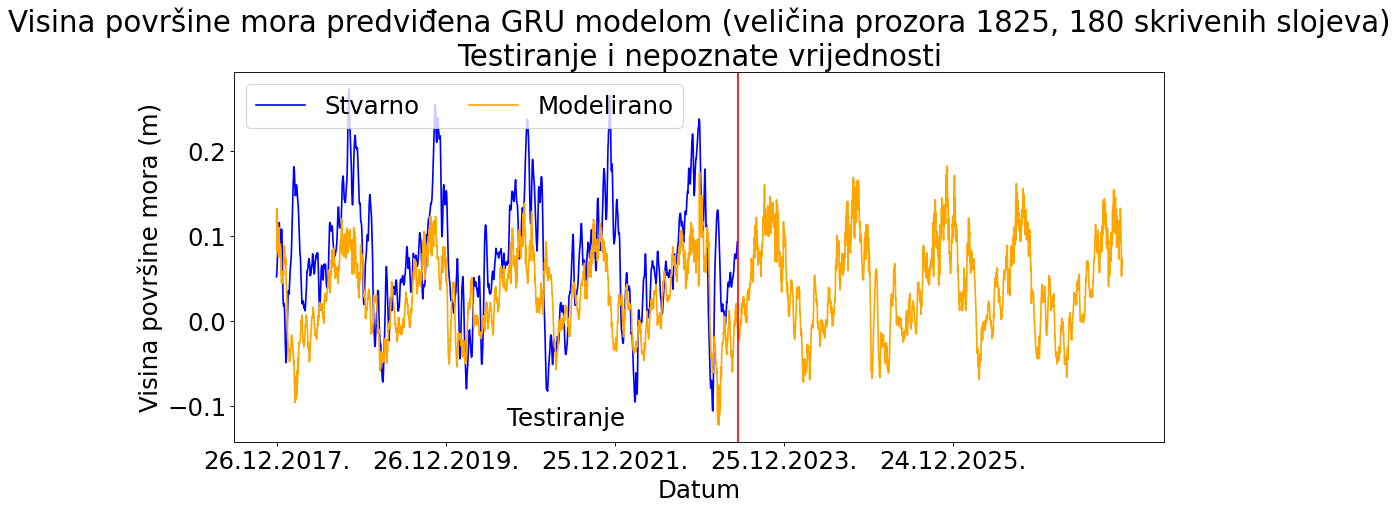 Visina površine mora predviđena GRU modelom (veličina prozora 1825, 180 skrivenih slojeva)
Testiranje i nepoznate vrijednosti
Stvarno Modelirano
Visina površine mora (m)
0.2
0.1
0.0
−0.1
Testiranje
26.12.2017. 26.12.2019. 25.12.2021. 25.12.2023. 24.12.2025.
Datum